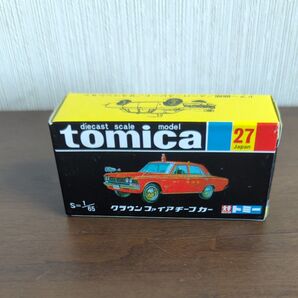 diecast scale model
tomica
27
Japan
S=1/65
クラウン ファイアチーフカー
トミー